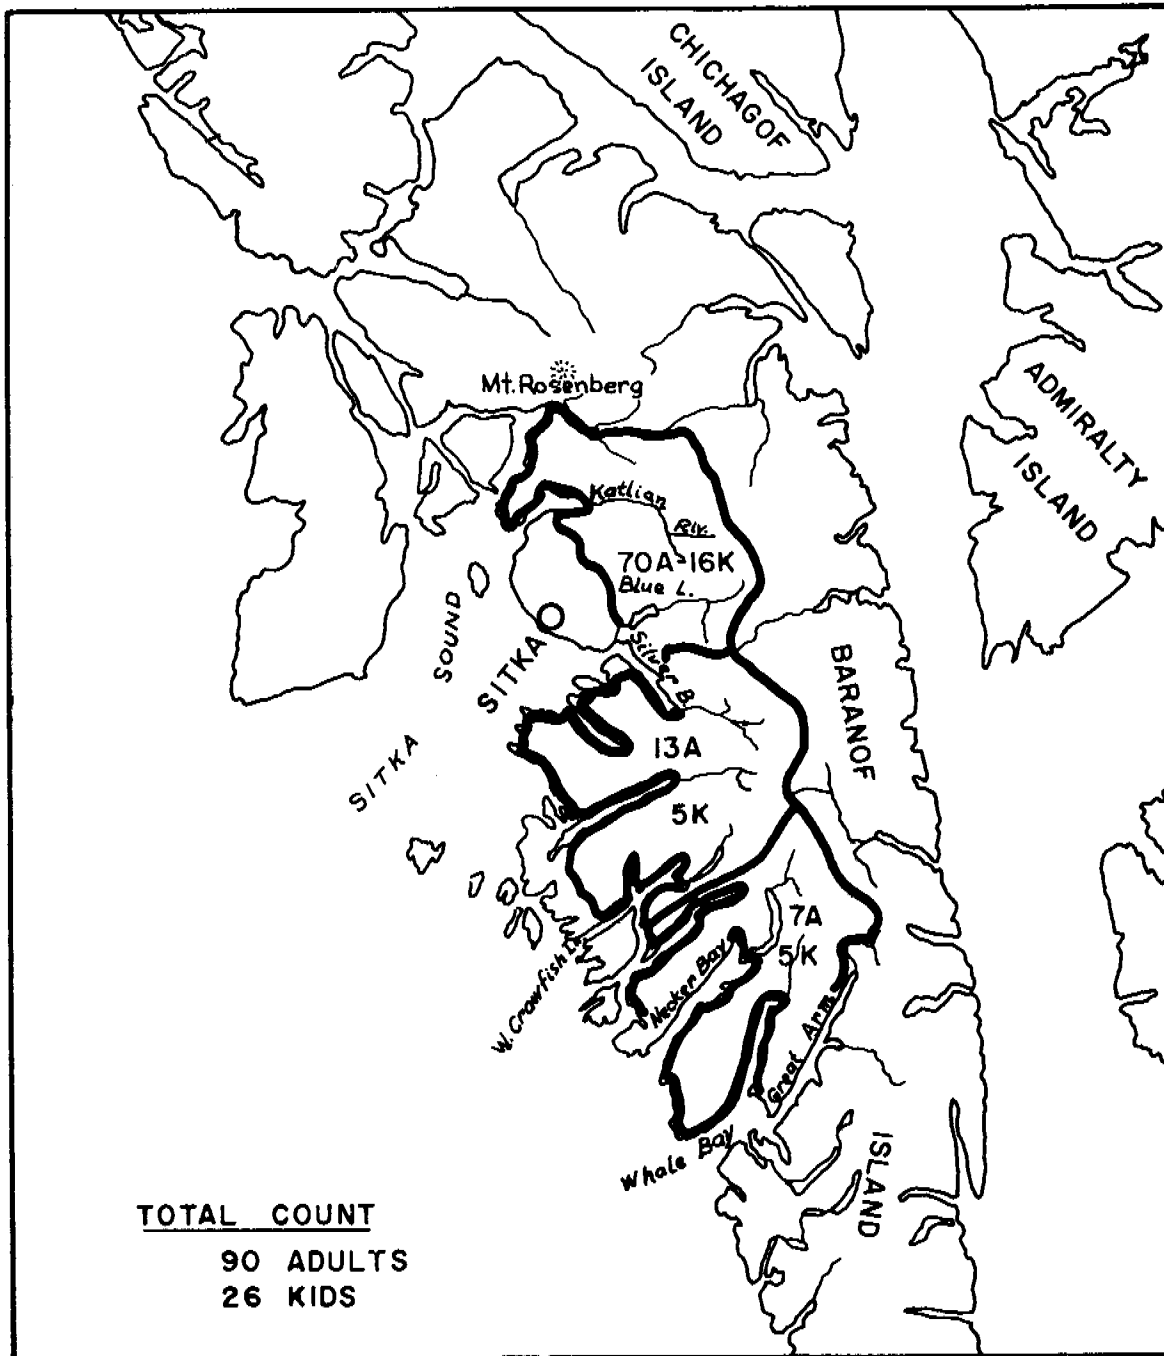 CHICHAGOF
ISLAND
Mt. Rosenberg
ADMIRALTY
ISLAND
Katlian
Riv.
70A-16K
Blue L.
SOUND
SITKA
Silver B.
BARANOF
13A
SITKA
5K
7A
5K
Necker Bay
W. Crawfish In.
Great Arm
Whale Bay
ISLAND
TOTAL COUNT
90 ADULTS
26 KIDS